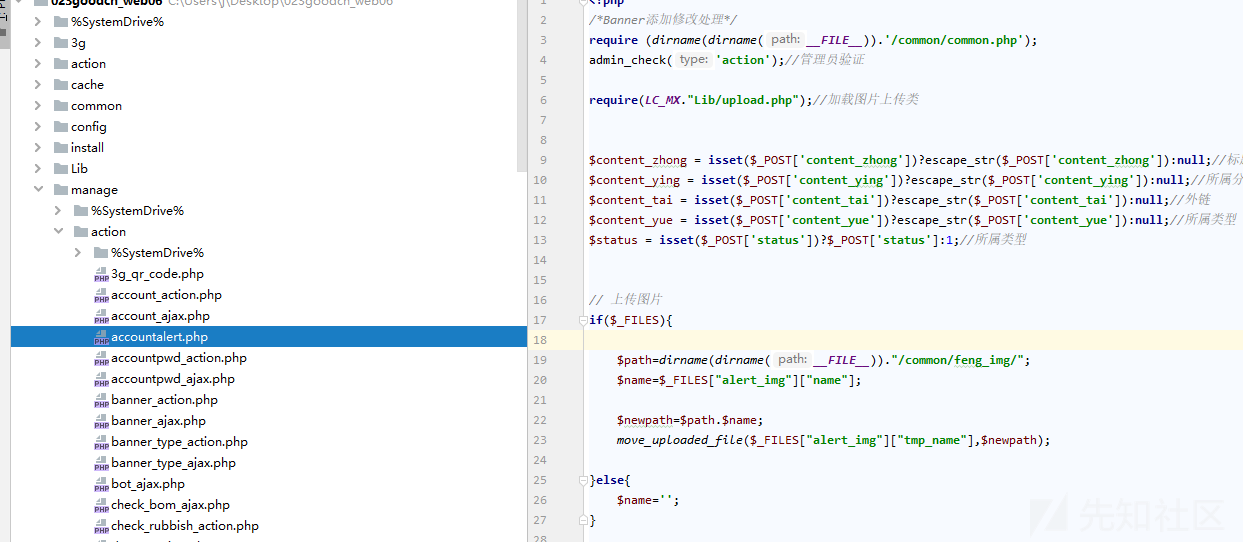 023goodch_web06 C:\Users\j\Desktop\023goodch_web06
%SystemDrive%
3g
action
cache
common
config
install
Lib
manage
%SystemDrive%
action
%SystemDrive%
3g_qr_code.php
account_action.php
account_ajax.php
accountalert.php
accountpwd_action.php
accountpwd_ajax.php
banner_action.php
banner_ajax.php
banner_type_action.php
banner_type_ajax.php
bot_ajax.php
check_bom_ajax.php
check_rubbish_action.php
1 <?php
2 /*Banner添加修改处理*/
3 require (dirname(dirname( path: __FILE__)).'/common/common.php');
4 admin_check( type: 'action');//管理员验证
5
6 require(LC_MX."Lib/upload.php");//加载图片上传类
7
8
9 $content_zhong = isset($_POST['content_zhong'])?escape_str($_POST['content_zhong']):null;//标
10 $content_ying = isset($_POST['content_ying'])?escape_str($_POST['content_ying']):null;//所属分
11 $content_tai = isset($_POST['content_tai'])?escape_str($_POST['content_tai']):null;//外链
12 $content_yue = isset($_POST['content_yue'])?escape_str($_POST['content_yue']):null;//所属类型
13 $status = isset($_POST['status'])?$_POST['status']:1;//所属类型
14
15
16 // 上传图片
17 if($_FILES){
18
19 $path=dirname(dirname( path: __FILE__))."/common/feng_img/";
20 $name=$_FILES["alert_img"]["name"];
21
22 $newpath=$path.$name;
23 move_uploaded_file($_FILES["alert_img"]["tmp_name"],$newpath);
24
25 }else{
26 $name='';
27 }
28
先知社区